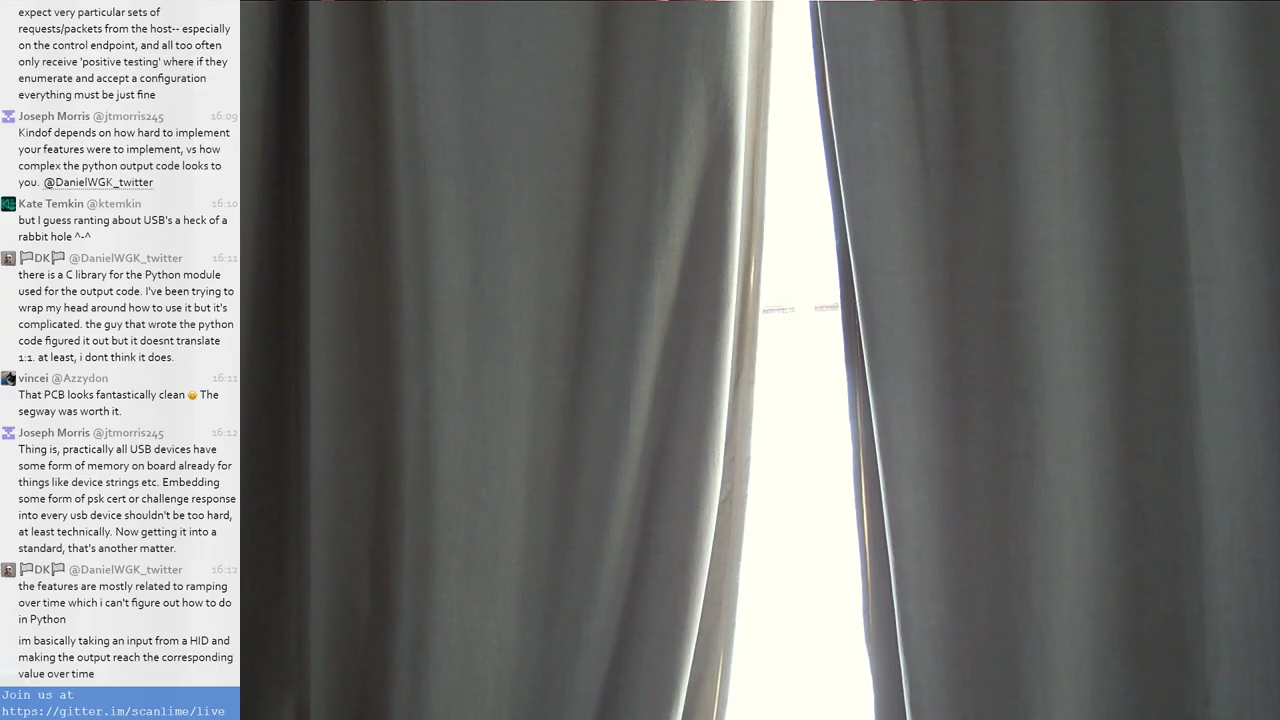 expect very particular sets of
requests/packets from the host-- especially
on the control endpoint, and all too often
only receive 'positive testing' where if they
enumerate and accept a configuration
everything must be just fine
Joseph Morris @jtmorris245 16:09
Kindof depends on how hard to implement
your features were to implement, vs how
complex the python output code looks to
you. @DanielWGK_twitter
Kate Temkin @ktemkin 16:10
but I guess ranting about USB's a heck of a
rabbit hole ^-^
DK @DanielWGK_twitter 16:11
there is a C library for the Python module
used for the output code. I've been trying to
wrap my head around how to use it but it's
complicated. the guy that wrote the python
code figured it out but it doesnt translate
1:1. at least, i dont think it does.
vincei @Azzydon 16:11
That PCB looks fantastically clean The
segway was worth it.
Joseph Morris @jtmorris245 16:12
Thing is, practically all USB devices have
some form of memory on board already for
things like device strings etc. Embedding
some form of psk cert or challenge response
into every usb device shouldn't be too hard,
at least technically. Now getting it into a
standard, that's another matter.
DK @DanielWGK_twitter 16:12
the features are mostly related to ramping
over time which i can't figure out how to do
in Python
im basically taking an input from a HID and
making the output reach the corresponding
value over time
Join us at
https://gitter.im/scanlime/live